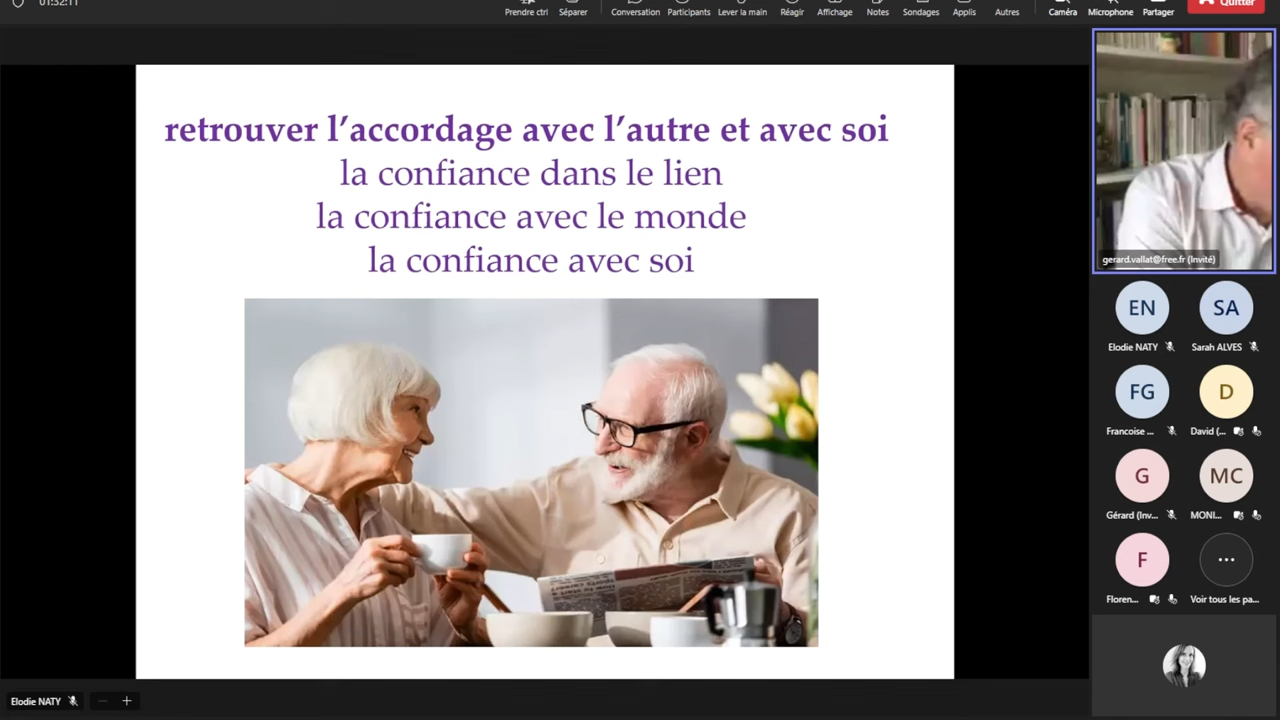 01:32:11
Prendre ctrl
Séparer
Conversation
Participants
Lever la main
Réagir
Affichage
Notes
Sondages
Applis
Autres
Caméra
Microphone
Partager
Quitter
retrouver l’accordage avec l’autre et avec soi
la confiance dans le lien
la confiance avec le monde
la confiance avec soi
gerard.vallat@free.fr (Invité)
EN
SA
Elodie NATY
Sarah ALVES
FG
D
Francoise ...
David (...
G
MC
Gérard (Inv...
MONI...
F
...
Floren...
Voir tous les pa...
Elodie NATY